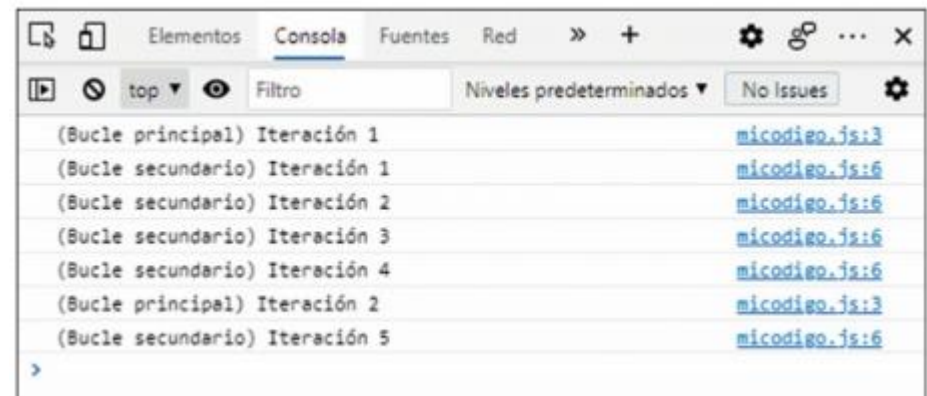 Elementos Consola Fuentes Red » + ... ×
top ▼ Filtro Niveles predeterminados ▼ No Issues
(Bucle principal) Iteración 1 micodigo.js:3
(Bucle secundario) Iteración 1 micodigo.js:6
(Bucle secundario) Iteración 2 micodigo.js:6
(Bucle secundario) Iteración 3 micodigo.js:6
(Bucle secundario) Iteración 4 micodigo.js:6
(Bucle principal) Iteración 2 micodigo.js:3
(Bucle secundario) Iteración 5 micodigo.js:6
>